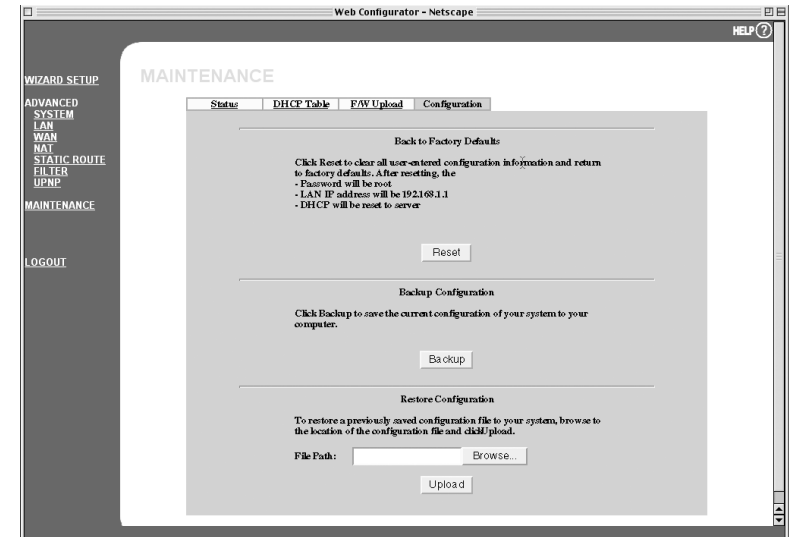 Web Configurator - Netscape
HELP ?
WIZARD SETUP
ADVANCED
SYSTEM
LAN
WAN
NAT
STATIC ROUTE
FILTER
UPNP
MAINTENANCE
LOGOUT
MAINTENANCE
Status DHCP Table F/W Upload Configuration
Back to Factory Defaults
Click Reset to clear all user-entered configuration information and return
to factory defaults. After resetting, the
- Password will be root
- LAN IP address will be 192.168.1.1
- DHCP will be reset to server
Reset
Backup Configuration
Click Backup to save the current configuration of your system to your
computer.
Backup
Restore Configuration
To restore a previously saved configuration file to your system, browse to
the location of the configuration file and click Upload.
File Path: Browse...
Upload